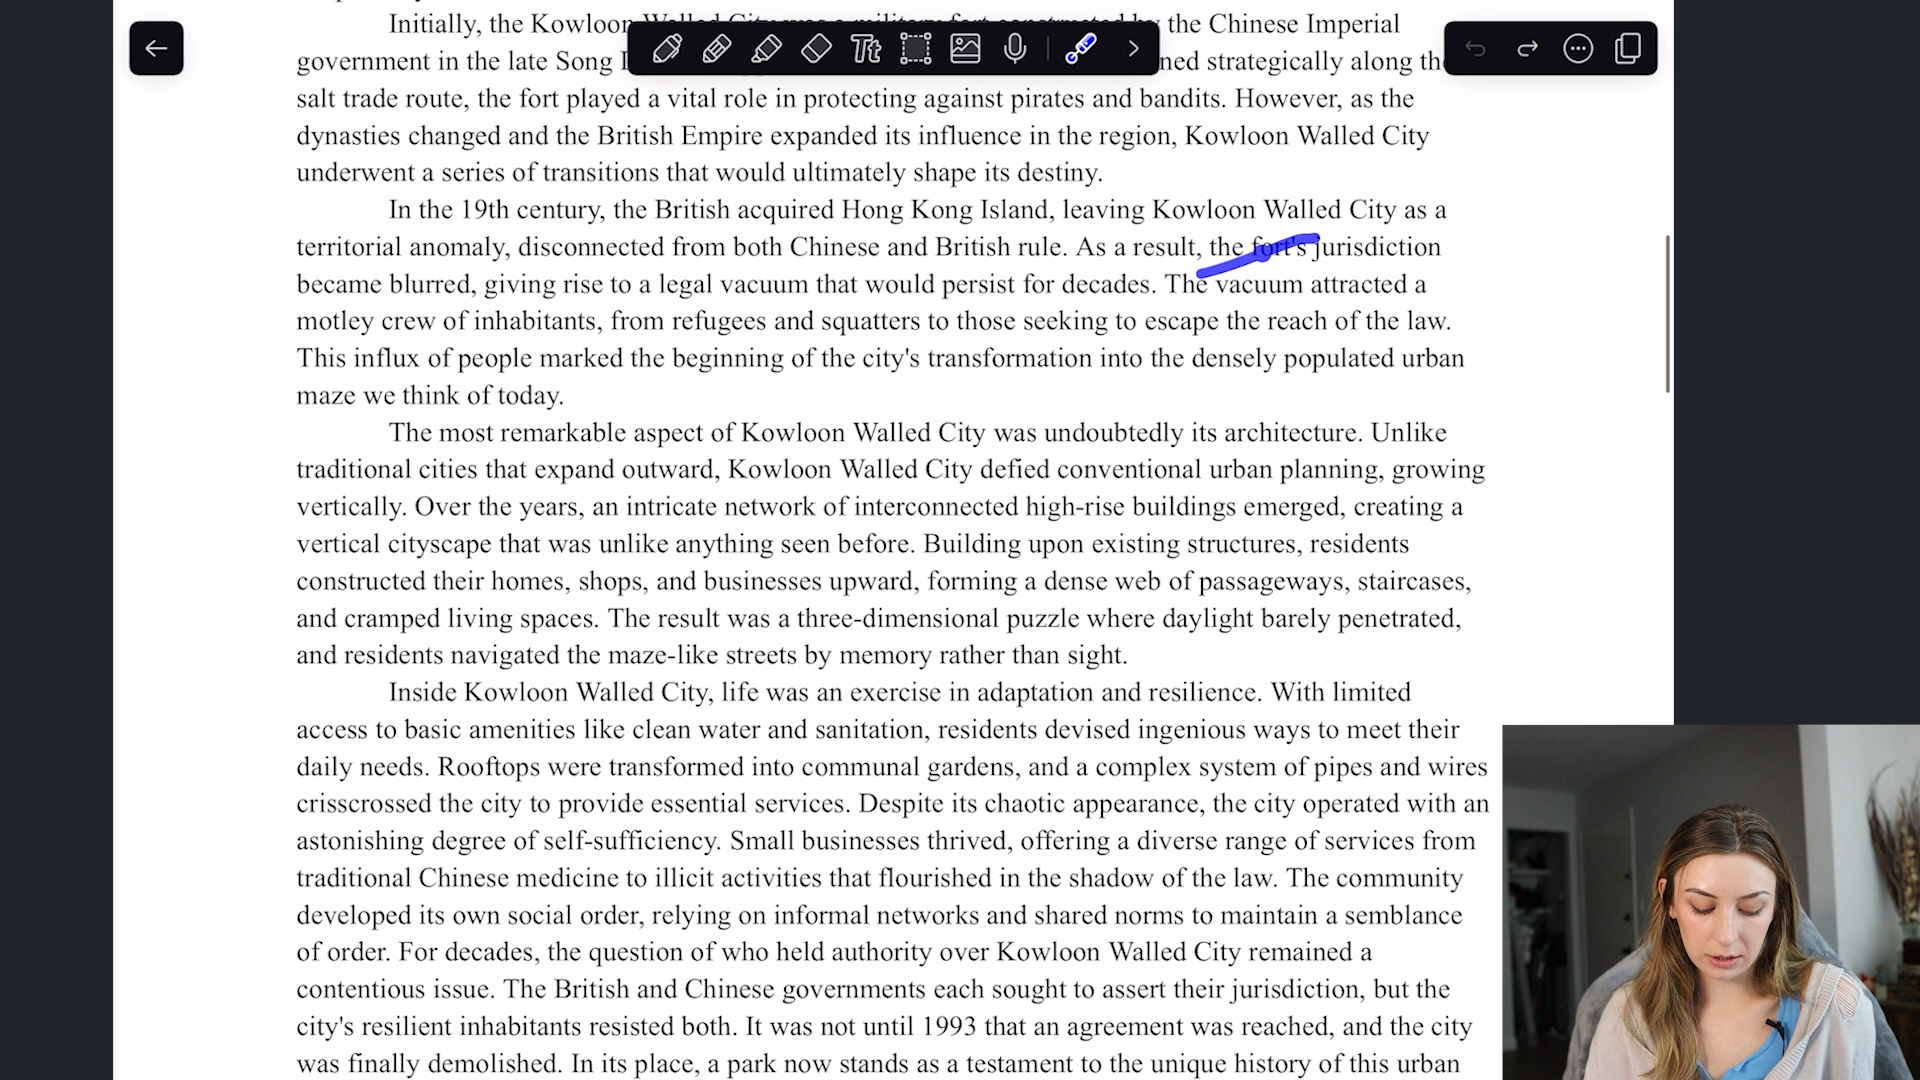 Initially, the Kowloon Walled City was a military fort constructed by the Chinese Imperial
government in the late Song ned strategically along the
salt trade route, the fort played a vital role in protecting against pirates and bandits. However, as the
dynasties changed and the British Empire expanded its influence in the region, Kowloon Walled City
underwent a series of transitions that would ultimately shape its destiny.
In the 19th century, the British acquired Hong Kong Island, leaving Kowloon Walled City as a
territorial anomaly, disconnected from both Chinese and British rule. As a result, the fort's jurisdiction
became blurred, giving rise to a legal vacuum that would persist for decades. The vacuum attracted a
motley crew of inhabitants, from refugees and squatters to those seeking to escape the reach of the law.
This influx of people marked the beginning of the city's transformation into the densely populated urban
maze we think of today.
The most remarkable aspect of Kowloon Walled City was undoubtedly its architecture. Unlike
traditional cities that expand outward, Kowloon Walled City defied conventional urban planning, growing
vertically. Over the years, an intricate network of interconnected high-rise buildings emerged, creating a
vertical cityscape that was unlike anything seen before. Building upon existing structures, residents
constructed their homes, shops, and businesses upward, forming a dense web of passageways, staircases,
and cramped living spaces. The result was a three-dimensional puzzle where daylight barely penetrated,
and residents navigated the maze-like streets by memory rather than sight.
Inside Kowloon Walled City, life was an exercise in adaptation and resilience. With limited
access to basic amenities like clean water and sanitation, residents devised ingenious ways to meet their
daily needs. Rooftops were transformed into communal gardens, and a complex system of pipes and wires
crisscrossed the city to provide essential services. Despite its chaotic appearance, the city operated with an
astonishing degree of self-sufficiency. Small businesses thrived, offering a diverse range of services from
traditional Chinese medicine to illicit activities that flourished in the shadow of the law. The community
developed its own social order, relying on informal networks and shared norms to maintain a semblance
of order. For decades, the question of who held authority over Kowloon Walled City remained a
contentious issue. The British and Chinese governments each sought to assert their jurisdiction, but the
city's resilient inhabitants resisted both. It was not until 1993 that an agreement was reached, and the city
was finally demolished. In its place, a park now stands as a testament to the unique history of this urban